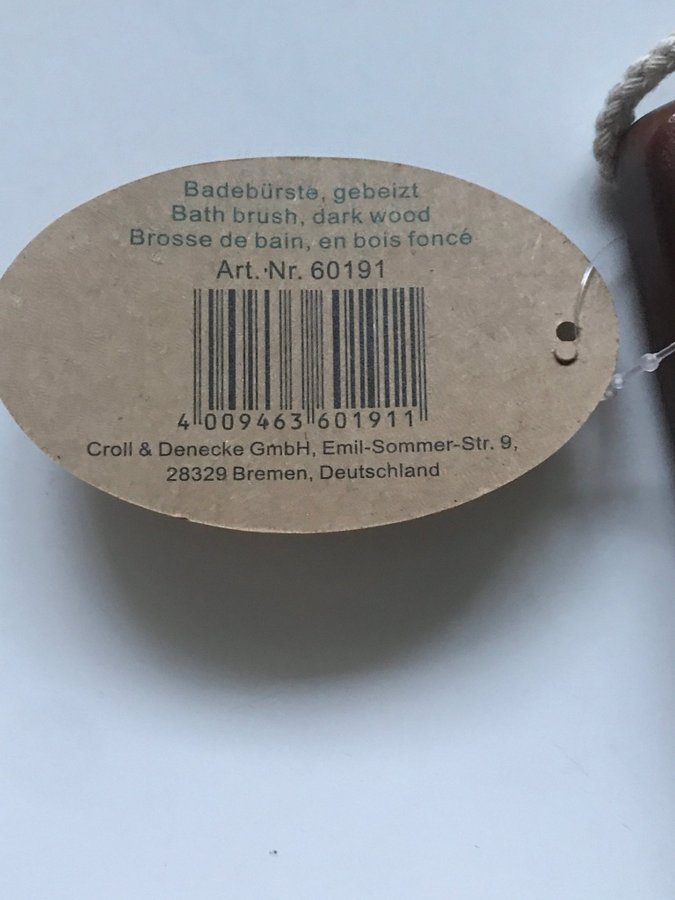 Badebürste, gebeizt
Bath brush, dark wood
Brosse de bain, en bois foncé
Art. Nr. 60191
4 009463 601911
Croll & Denecke GmbH, Emil-Sommer-Str. 9,
28329 Bremen, Deutschland